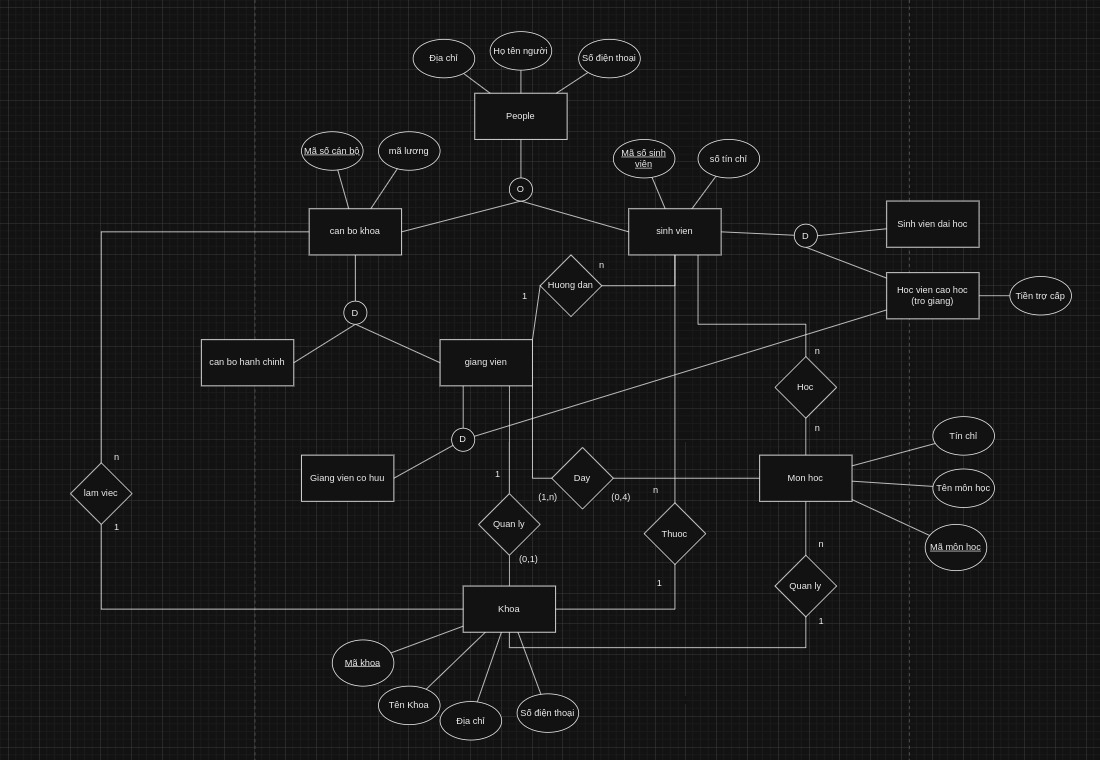 Địa chỉ
Họ tên người
Số điện thoại
People
Mã số cán bộ
mã lương
Mã số sinh
viên
số tín chỉ
O
can bo khoa
sinh vien
D
Sinh vien dai hoc
Huong dan
n
1
Hoc vien cao hoc
(tro giang)
Tiền trợ cấp
D
can bo hanh chinh
giang vien
n
Hoc
n
D
Tín chỉ
n
lam viec
1
Giang vien co huu
1
Day
(1,n)
(0,4)
n
Mon hoc
Tên môn học
Quan ly
(0,1)
Thuoc
1
n
Mã môn học
Quan ly
1
Khoa
Mã khoa
Tên Khoa
Địa chỉ
Số điện thoại